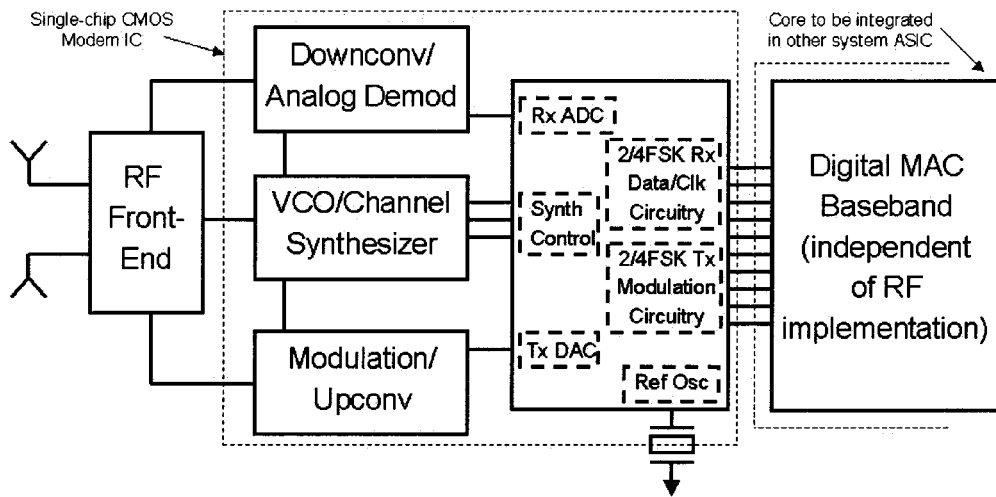 Single-chip CMOS
Modern IC
Core to be integrated
in other system ASIC
Downconv/
Analog Demod
Rx ADC
2/4FSK Rx
Data/Clk
Circuitry
RF
Front-
End
VCO/Channel
Synthesizer
Synth
Control
2/4FSK Tx
Modulation
Circuitry
Digital MAC
Baseband
(independent
of RF
implementation)
Modulation/
Upconv
Tx DAC
Ref Osc